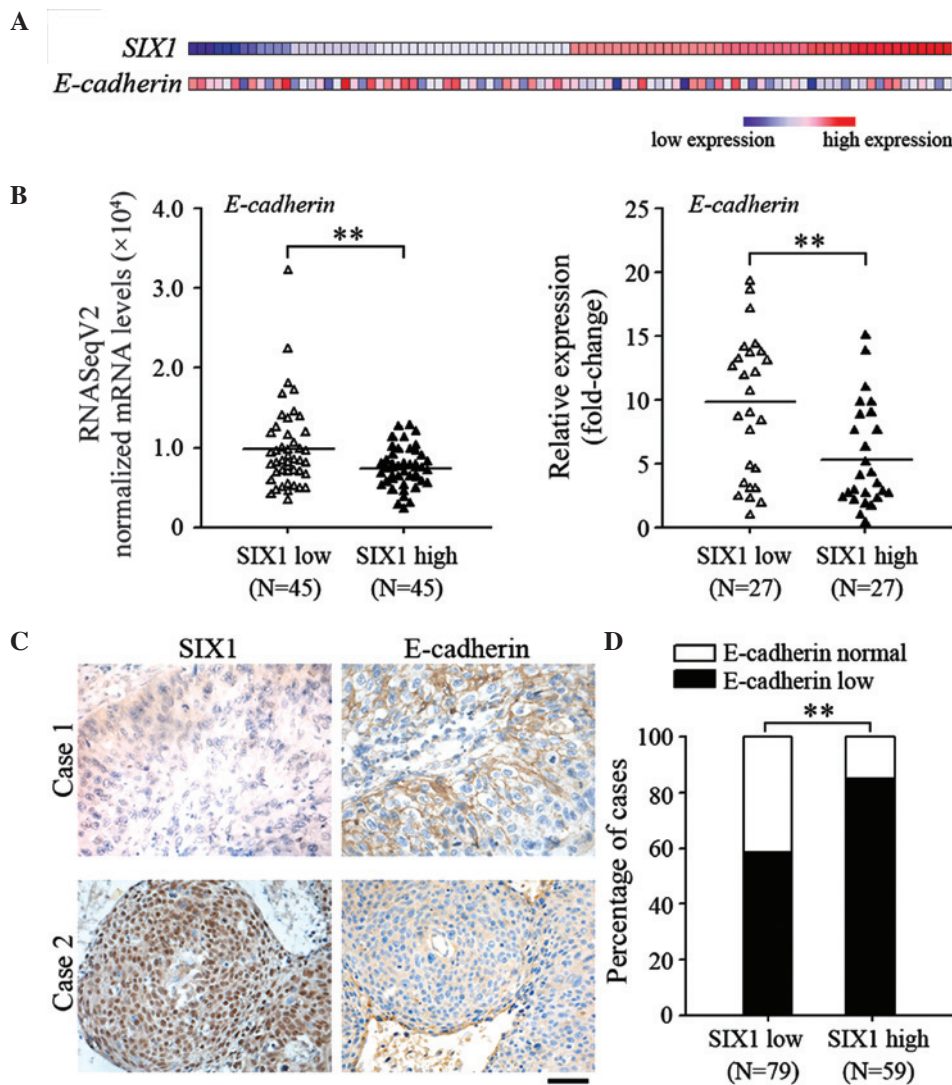 A
SIX1
E-cadherin
low expression
high expression
B
RNASeqV2
normalized mRNA levels (×10⁴)
4.0
3.0
2.0
1.0
0
E-cadherin
**
SIX1 low
(N=45)
SIX1 high
(N=45)
Relative expression
(fold-change)
25
20
15
10
5
0
E-cadherin
**
SIX1 low
(N=27)
SIX1 high
(N=27)
C
SIX1
E-cadherin
Case 1
Case 2
D
E-cadherin normal
E-cadherin low
**
Percentage of cases
100
80
60
40
20
0
SIX1 low
(N=79)
SIX1 high
(N=59)